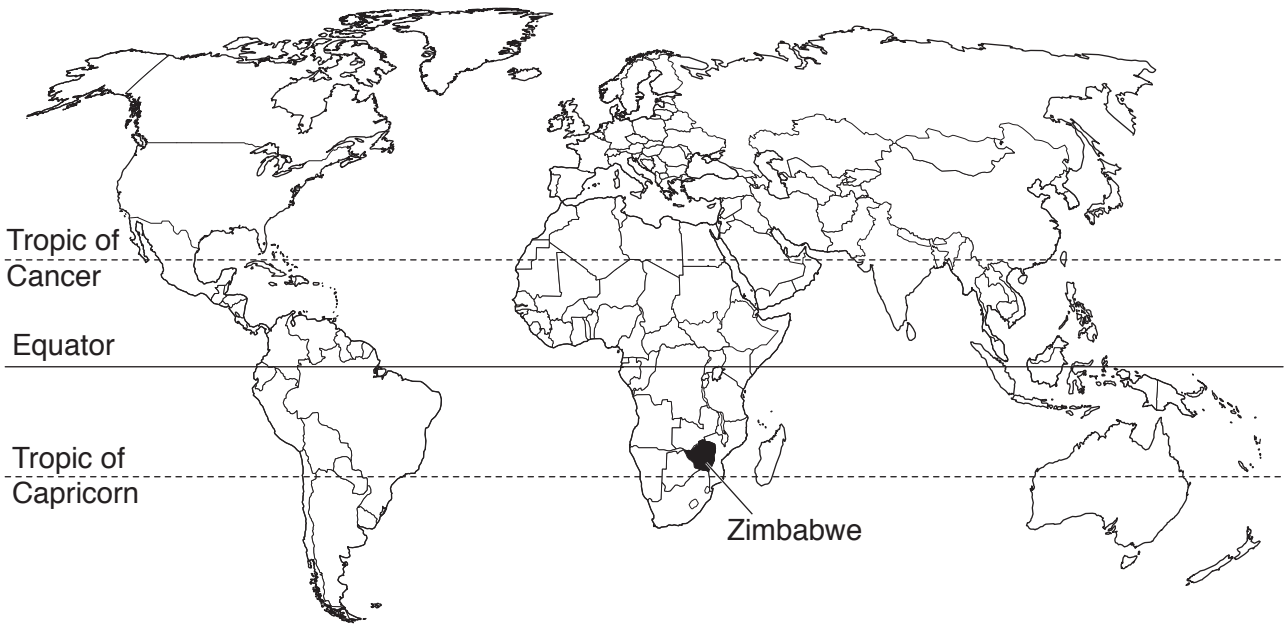 Tropic of
Cancer
Equator
Tropic of
Capricorn
Zimbabwe